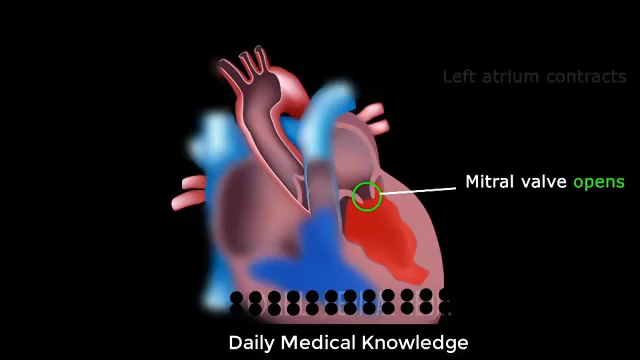 Left atrium contracts
Mitral valve opens
Daily Medical Knowledge